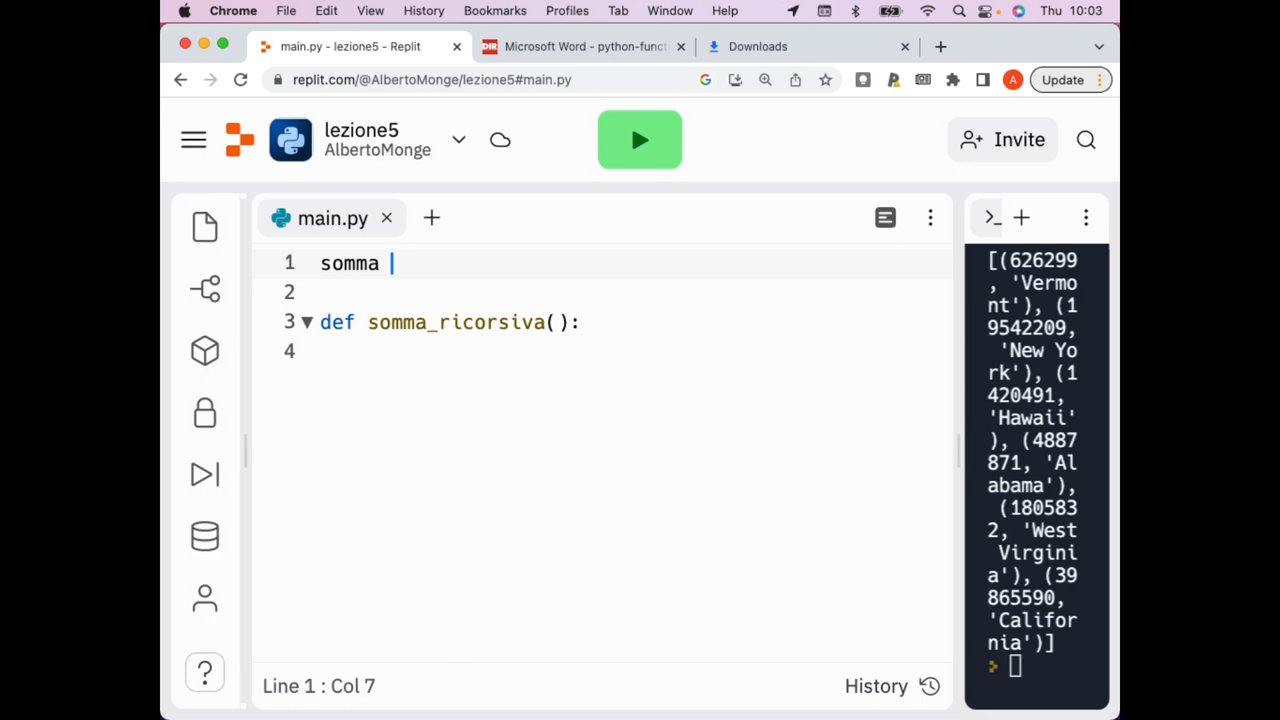 Chrome File Edit View History Bookmarks Profiles Tab Window Help Thu 10:03
main.py - lezione5 - Replit
DIR Microsoft Word - python-funct
Downloads
replit.com/@AlbertoMonge/lezione5#main.py
A
Update
lezione5
AlbertoMonge
Invite
main.py
1 somma
2
3 def somma_ricorsiva():
4
Line 1 : Col 7
History
[(626299
, 'Vermo
nt'), (1
9542209,
'New Yo
rk'), (1
420491,
'Hawaii'
), (4887
871, 'Al
abama'),
(180583
2, 'West
Virgini
a'), (39
865590,
'Califor
nia')]